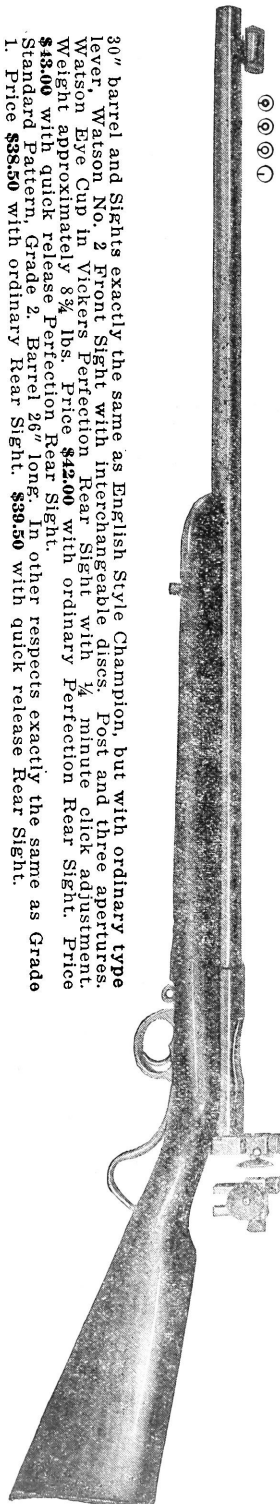 30″ barrel and Sights exactly the same as English Style Champion, but with ordinary type
lever, Watson No. 2 Front Sight with interchangeable discs. Post and three apertures.
Watson Eye Cup in Vickers Perfection Rear Sight with ¼ minute click adjustment.
Weight approximately 8¾ lbs. Price $42.00 with ordinary Perfection Rear Sight. Price
$43.00 with quick release Perfection Rear Sight.
Standard Pattern, Grade 2. Barrel 26″ long. In other respects exactly the same as Grade
1. Price $38.50 with ordinary Rear Sight. $39.50 with quick release Rear Sight.